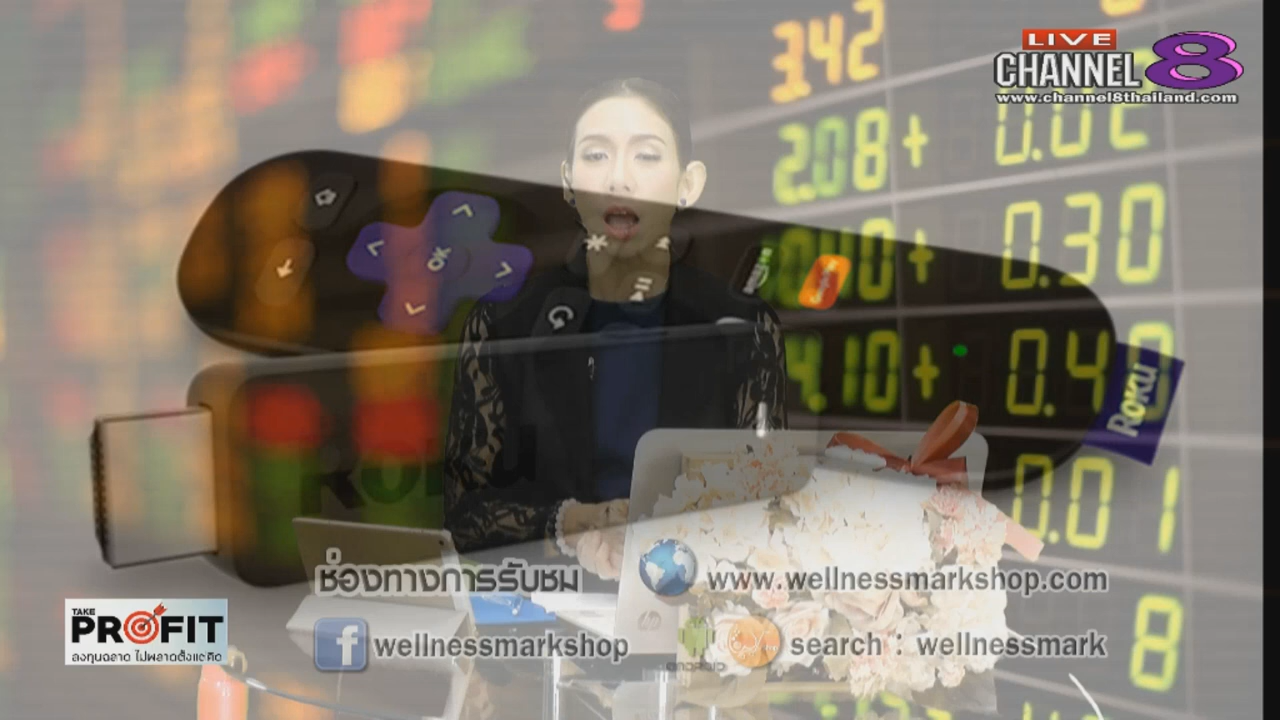 LIVE
CHANNEL 8
www.channel8thailand.com
342
2.08 + 0.02
+ 0.30
4.10 + 0.40
0.01
8
OK
Roku
Roku
ช่องทางการรับชม
www.wellnessmarkshop.com
wellnessmarkshop
search : wellnessmark
ANDROID
hp
TAKE
PROFIT
ลงทุนฉลาด ไม่พลาดตั้งแต่คิด